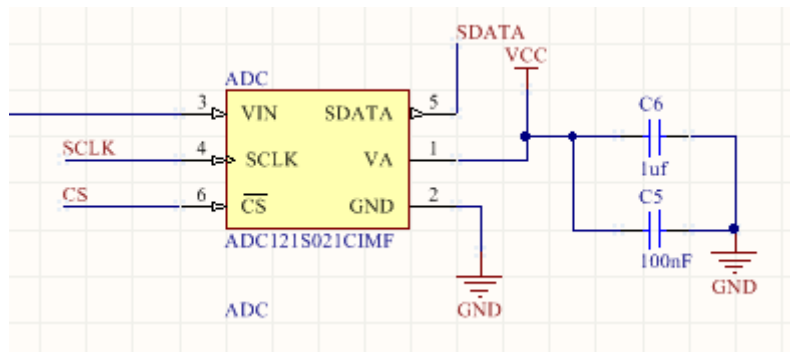 SDATA
VCC
ADC
3 VIN SDATA 5
SCLK 4 SCLK VA 1
CS 6 CS GND 2
ADC121S021CIMF
C6
1uf
C5
100nF
GND
ADC
GND